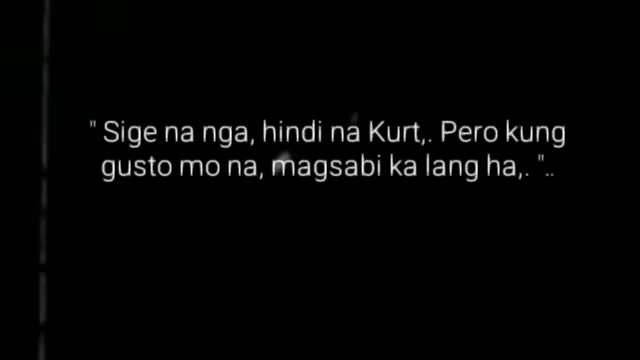 " Sige na nga, hindi na Kurt,. Pero kung
gusto mo na, magsabi ka lang ha,. "..